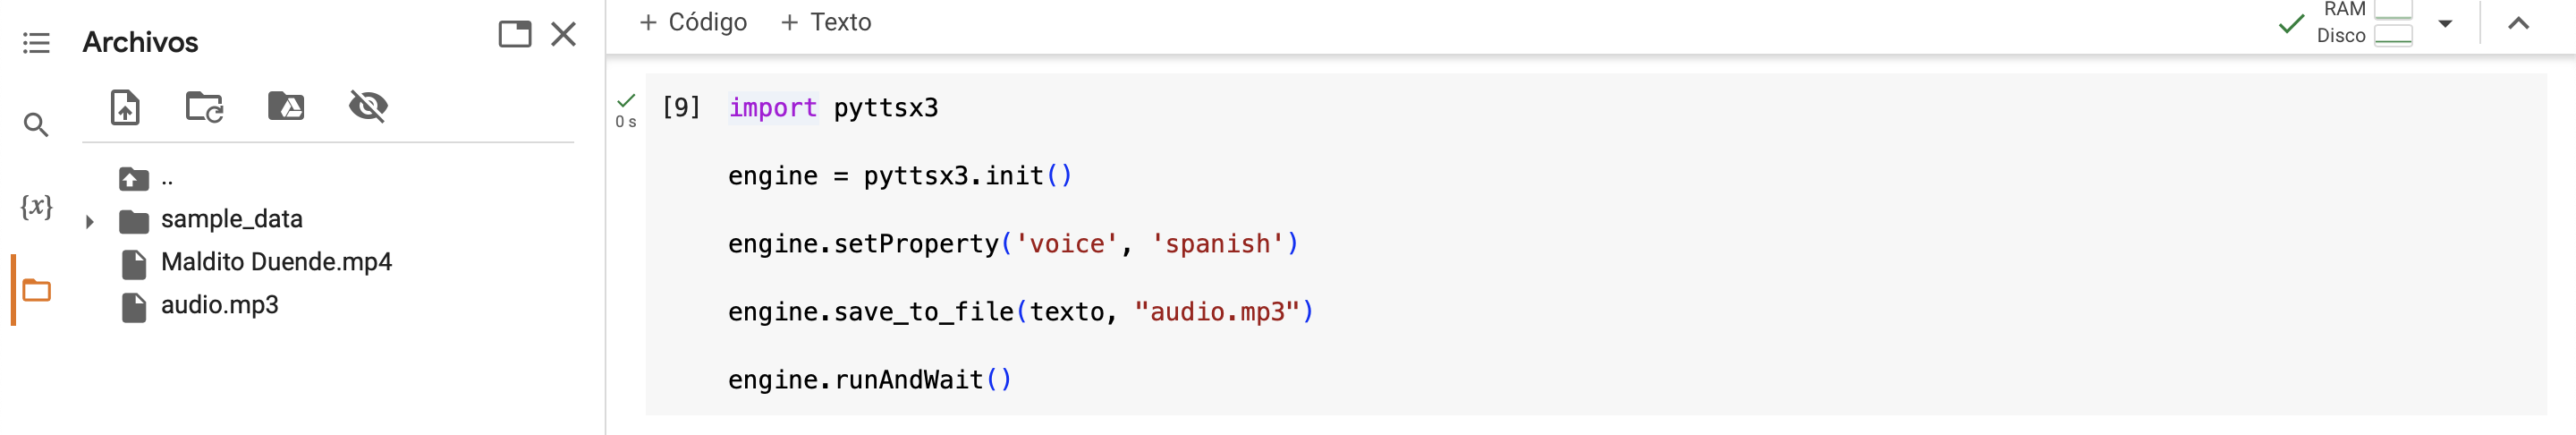 Archivos
..
sample_data
Maldito Duende.mp4
audio.mp3
{x}
+ Código + Texto
RAM
Disco
0 s
[9] import pyttsx3
engine = pyttsx3.init()
engine.setProperty('voice', 'spanish')
engine.save_to_file(texto, "audio.mp3")
engine.runAndWait()